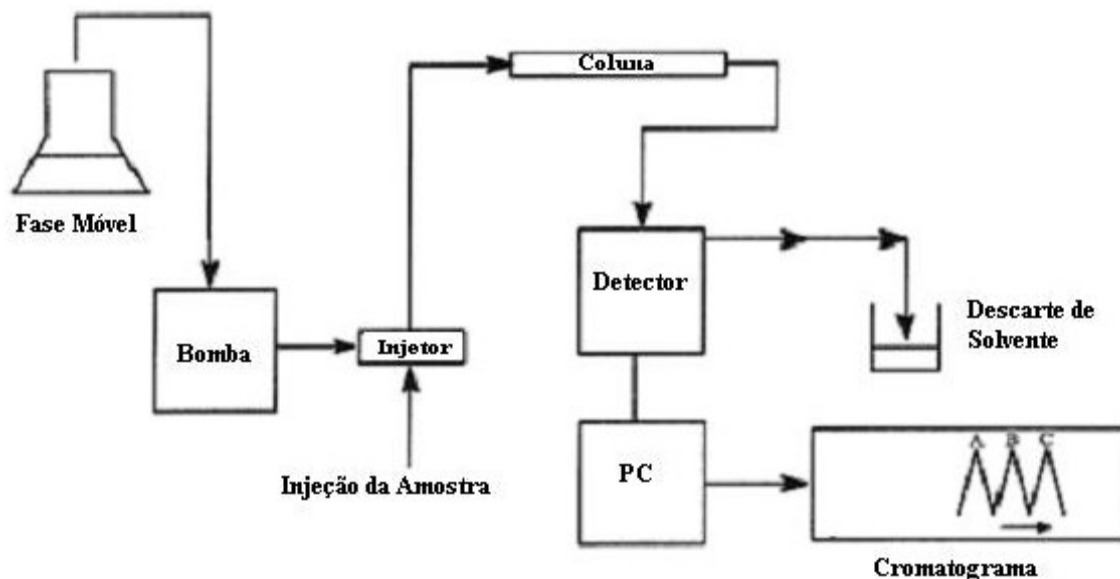 Coluna
Fase Móvel
Bomba
Injetor
Injeção da Amostra
Detector
Descarte de
Solvente
PC
A B C
Cromatograma